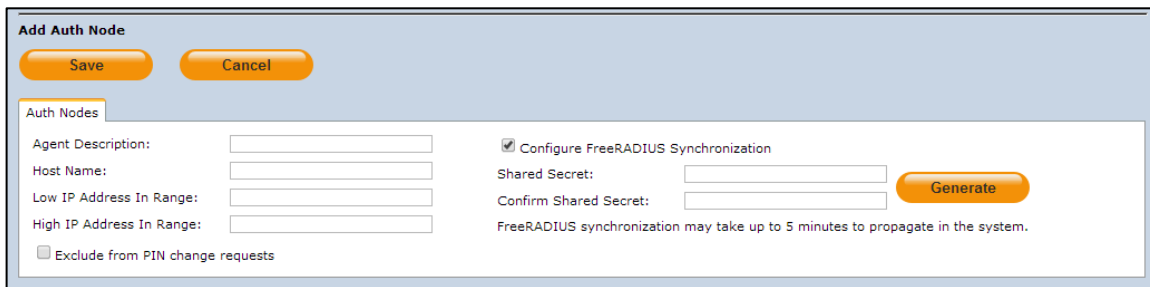 Add Auth Node
Save Cancel
Auth Nodes
Agent Description:
Host Name:
Low IP Address In Range:
High IP Address In Range:
Exclude from PIN change requests
Configure FreeRADIUS Synchronization
Shared Secret:
Confirm Shared Secret:
Generate
FreeRADIUS synchronization may take up to 5 minutes to propagate in the system.